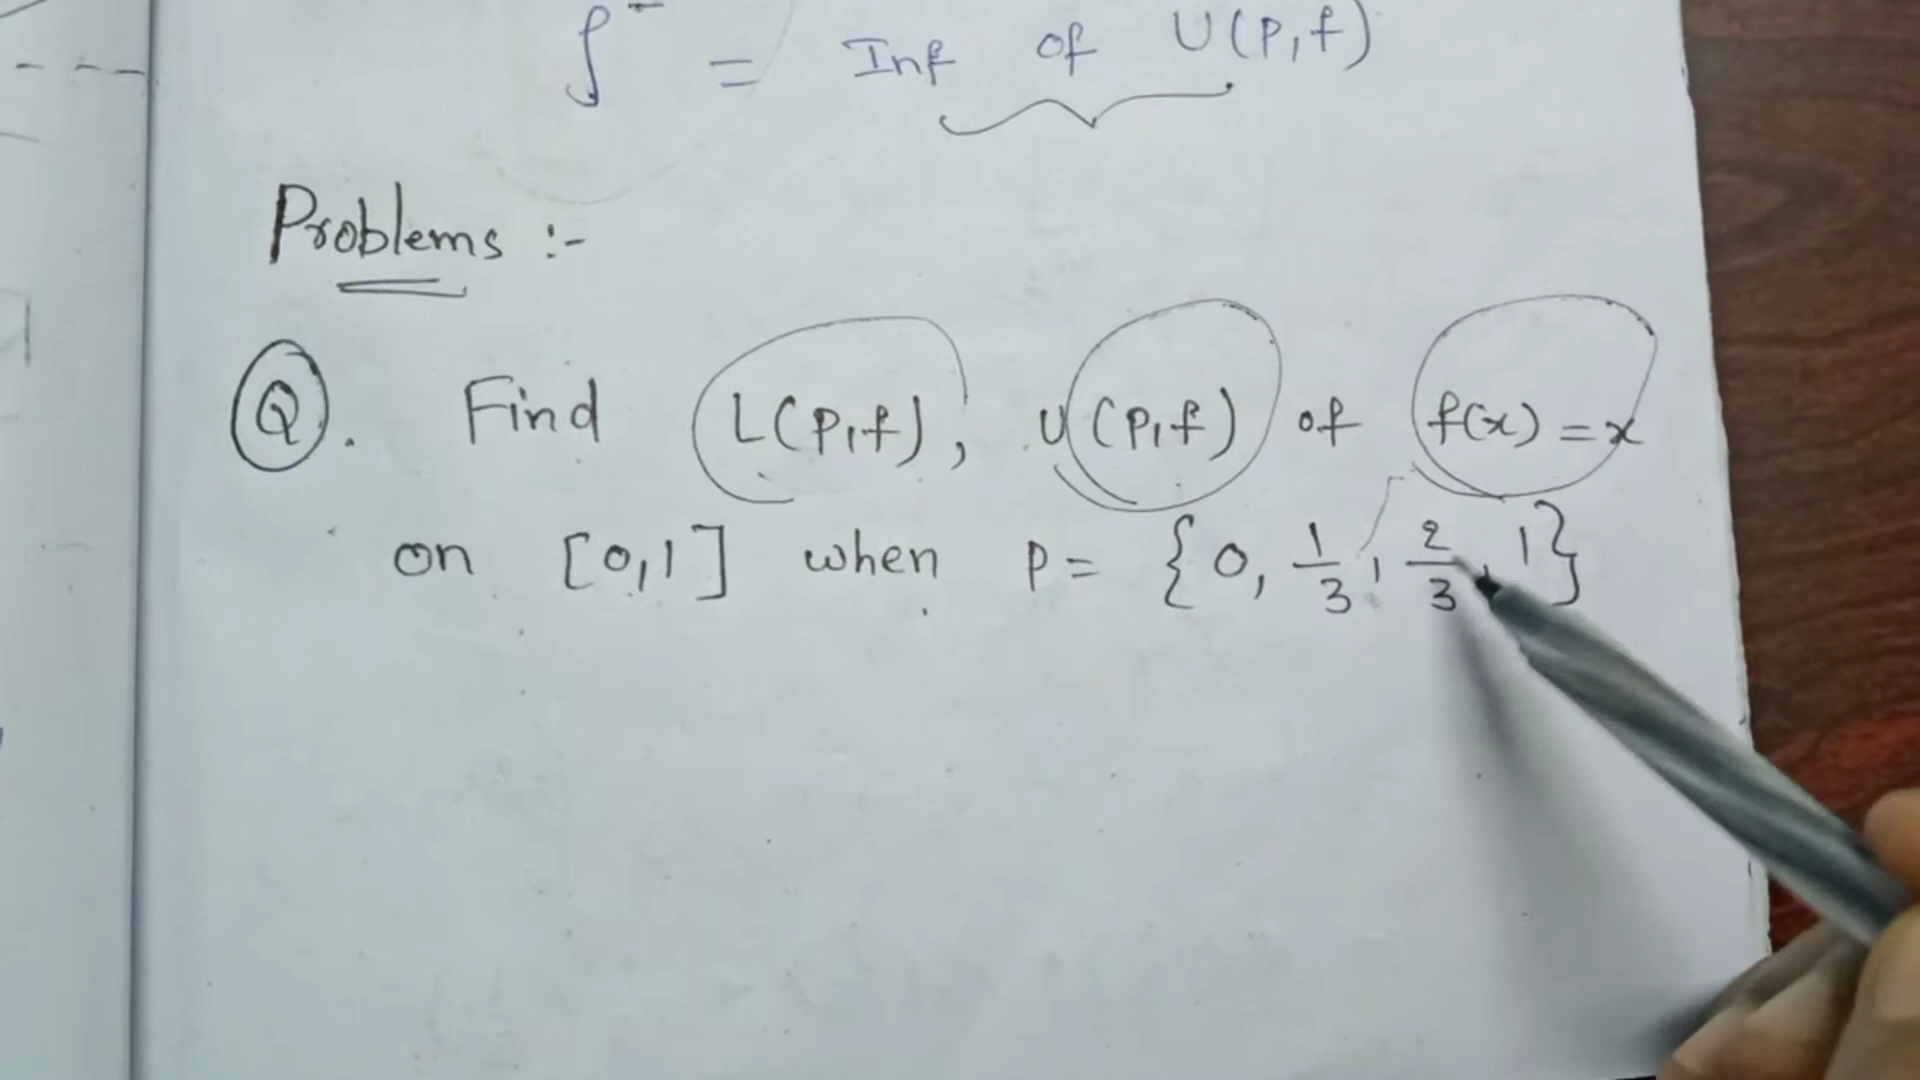 ∫¯ = Inf of U(P,f)
Problems :-
Q. Find L(P,f), U(P,f) of f(x) = x
on [0,1] when P = {0, 1/3, 2/3, 1}